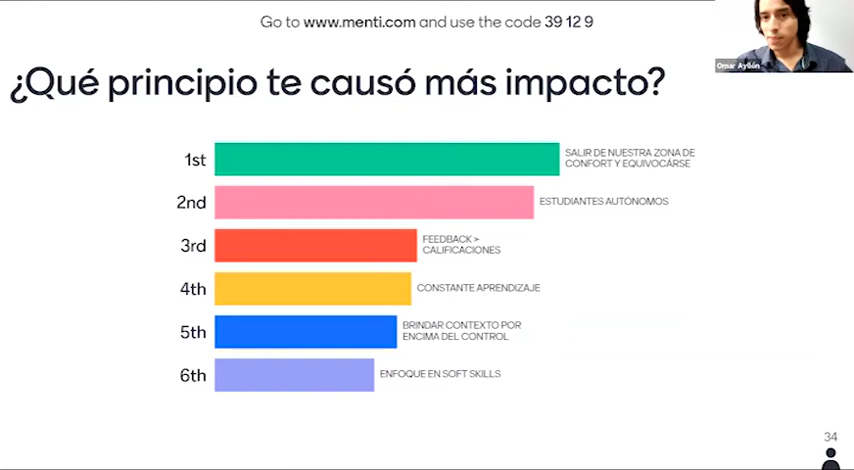 Go to www.menti.com and use the code 39 12 9
Omar Ayllón
¿Qué principio te causó más impacto?
1st
SALIR DE NUESTRA ZONA DE
CONFORT Y EQUIVOCÁRSE
2nd
ESTUDIANTES AUTÓNOMOS
3rd
FEEDBACK >
CALIFICACIONES
4th
CONSTANTE APRENDIZAJE
5th
BRINDAR CONTEXTO POR
ENCIMA DEL CONTROL
6th
ENFOQUE EN SOFT SKILLS
34